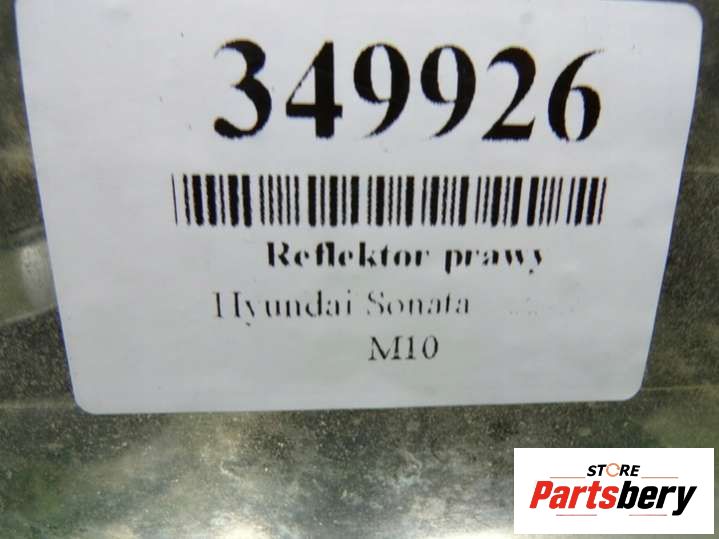 349926
Reflektor prawy
Hyundai Sonata
M10
STORE
Partsbery